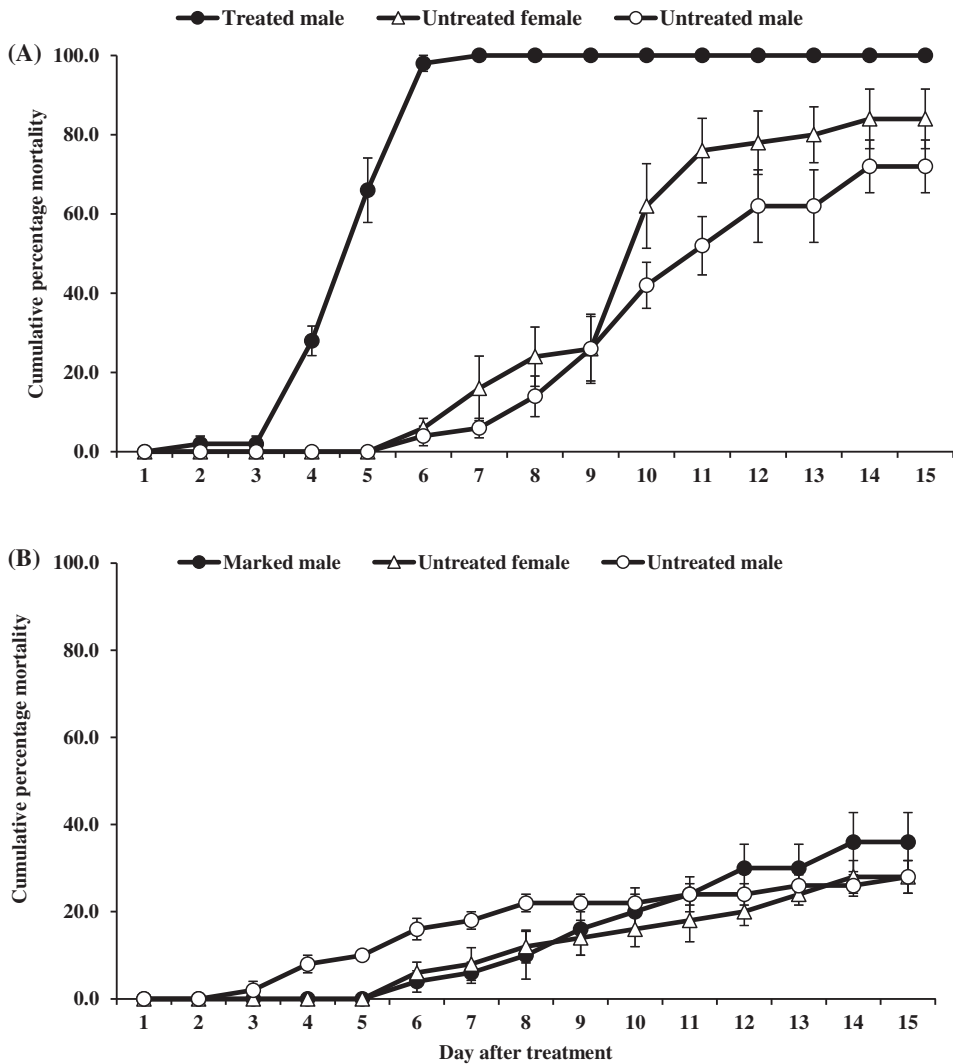 Treated male Untreated female Untreated male
(A)
Cumulative percentage mortality
100.0
80.0
60.0
40.0
20.0
0.0
1 2 3 4 5 6 7 8 9 10 11 12 13 14 15
(B)
Marked male Untreated female Untreated male
Cumulative percentage mortality
100.0
80.0
60.0
40.0
20.0
0.0
1 2 3 4 5 6 7 8 9 10 11 12 13 14 15
Day after treatment